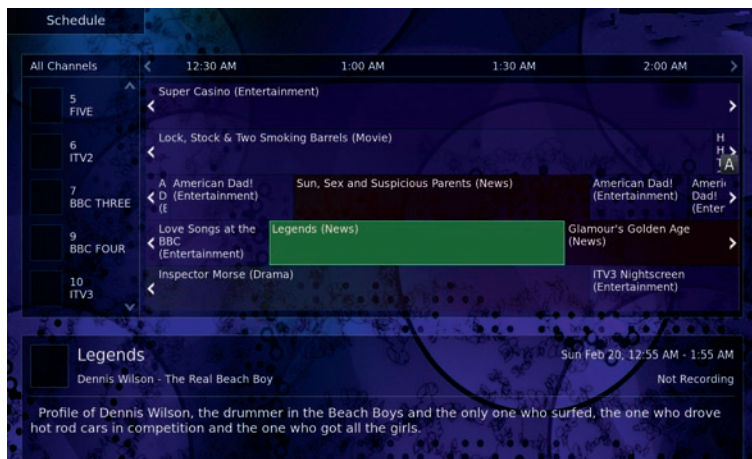 Schedule
All Channels
12:30 AM
1:00 AM
1:30 AM
2:00 AM
5
FIVE
Super Casino (Entertainment)
6
ITV2
Lock, Stock & Two Smoking Barrels (Movie)
H
H
A
7
BBC THREE
A
D
American Dad!
(Entertainment)
Sun, Sex and Suspicious Parents (News)
American Dad!
(Entertainment)
Ameri
Dad!
(Enter
9
BBC FOUR
Love Songs at the
BBC
(Entertainment)
Legends (News)
Glamour's Golden Age
(News)
10
ITV3
Inspector Morse (Drama)
ITV3 Nightscreen
(Entertainment)
Legends
Sun Feb 20, 12:55 AM - 1:55 AM
Dennis Wilson - The Real Beach Boy
Not Recording
Profile of Dennis Wilson, the drummer in the Beach Boys and the only one who surfed, the one who drove
hot rod cars in competition and the one who got all the girls.